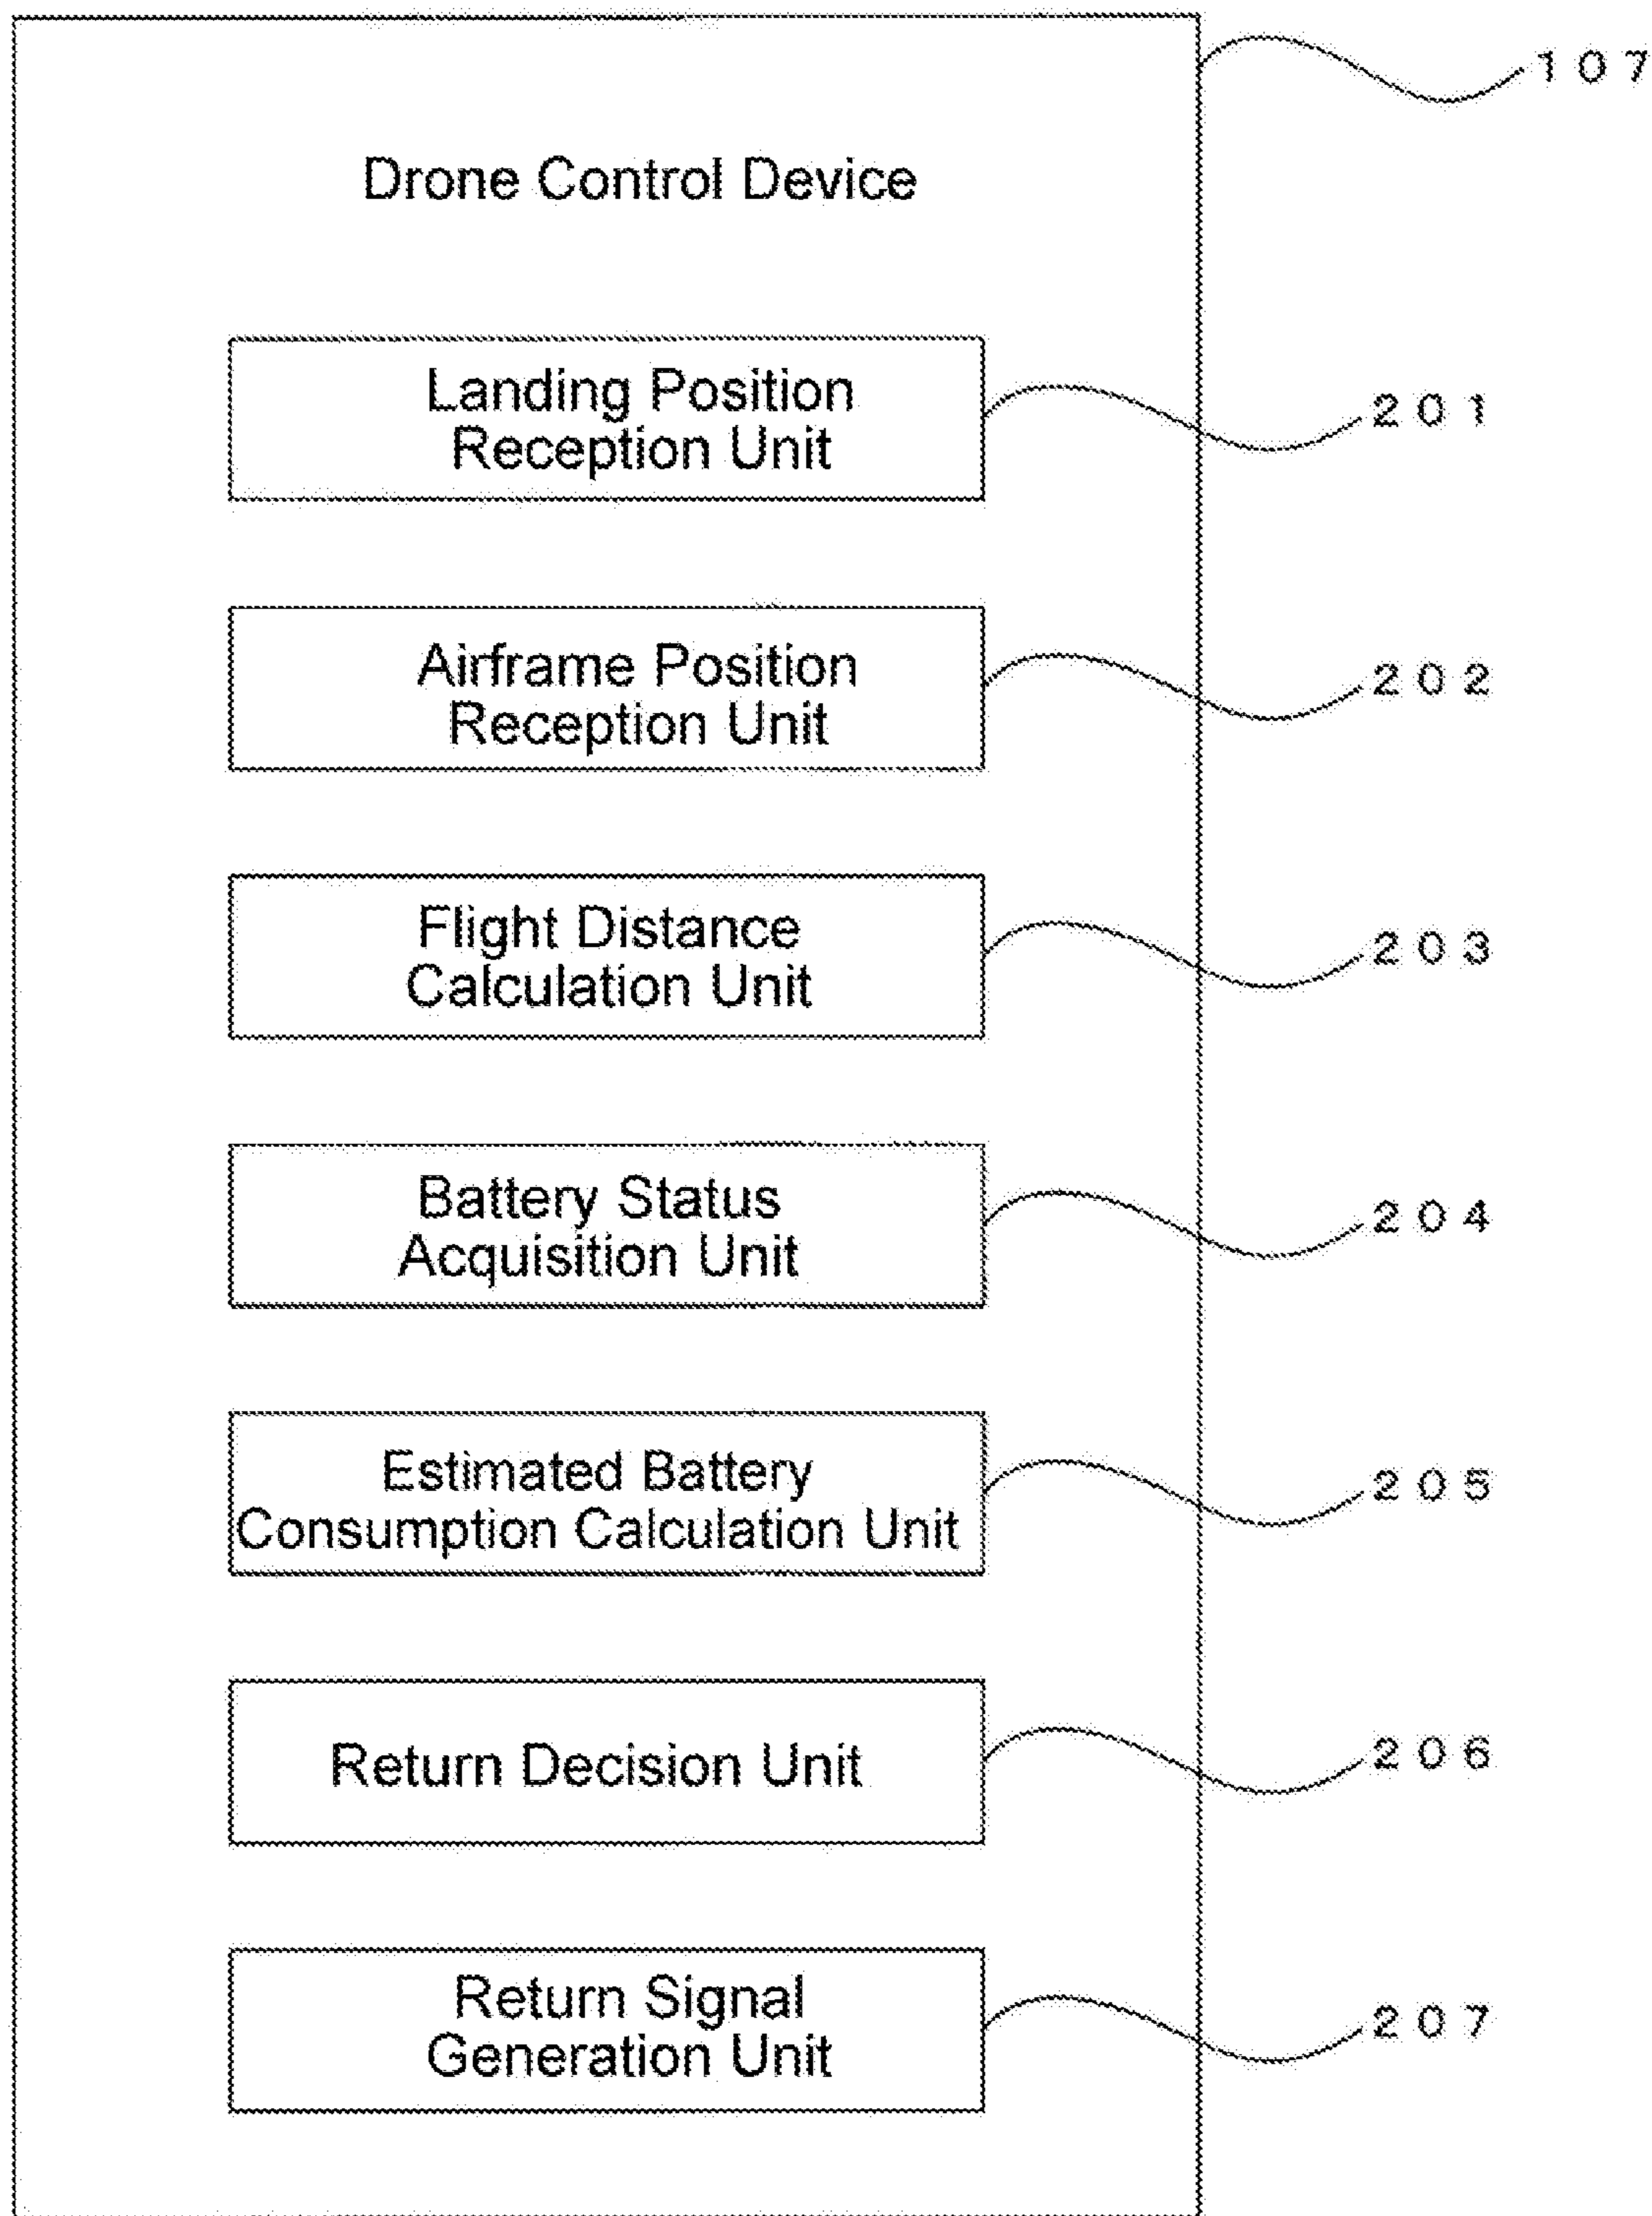 107
Drone Control Device
Landing Position
Reception Unit
201
Airframe Position
Reception Unit
202
Flight Distance
Calculation Unit
203
Battery Status
Acquisition Unit
204
Estimated Battery
Consumption Calculation Unit
205
Return Decision Unit
206
Return Signal
Generation Unit
207